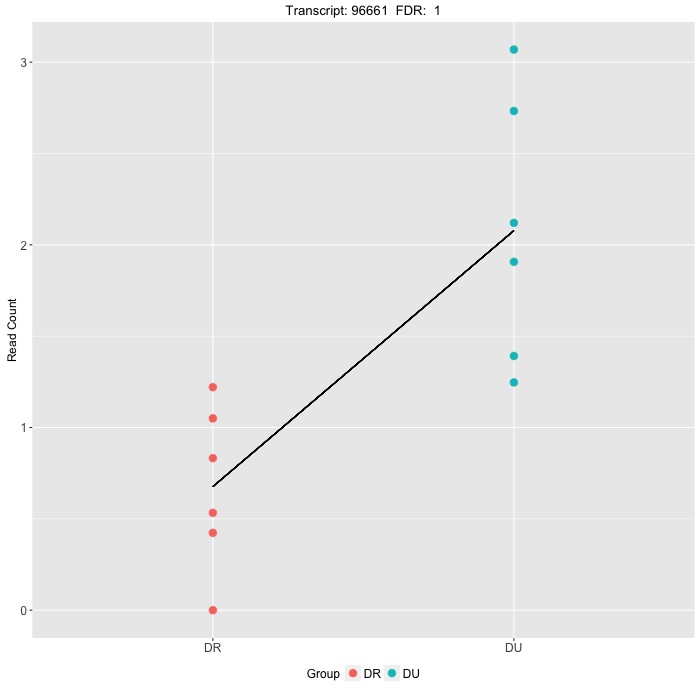 Transcript: 96661  FDR:  1
Read Count
3
2
1
0
DR DU
Group DR DU